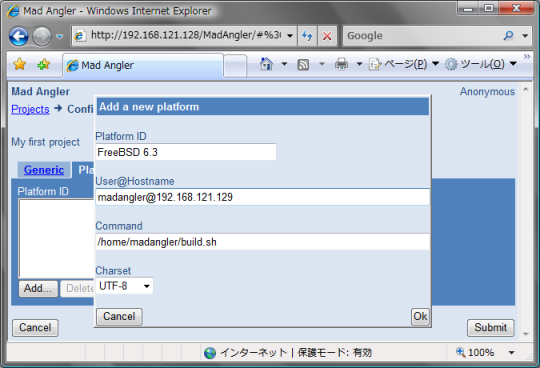 Mad Angler - Windows Internet Explorer
http://192.168.121.128/MadAngler/#%3
Google
Mad Angler
ページ(P)
ツール(O)
Mad Angler
Anonymous
Projects → Confi
Add a new platform
My first project
Platform ID
FreeBSD 6.3
Generic
Pla
User@Hostname
Platform ID
madangler@192.168.121.129
Command
/home/madangler/build.sh
Charset
UTF-8
Add...
Delete
Cancel
Ok
Cancel
Submit
インターネット | 保護モード: 有効
100%